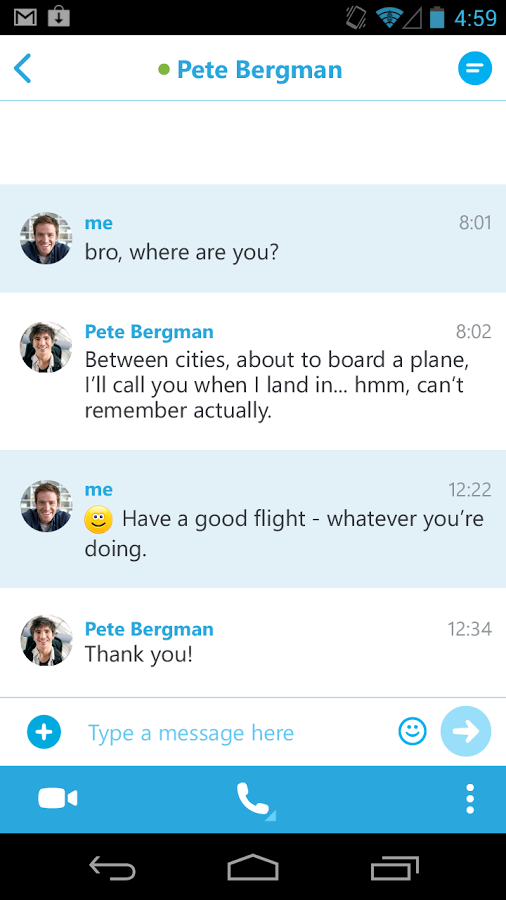 4:59
Pete Bergman
me 8:01
bro, where are you?
Pete Bergman 8:02
Between cities, about to board a plane,
I’ll call you when I land in... hmm, can’t
remember actually.
me 12:22
Have a good flight - whatever you’re
doing.
Pete Bergman 12:34
Thank you!
Type a message here